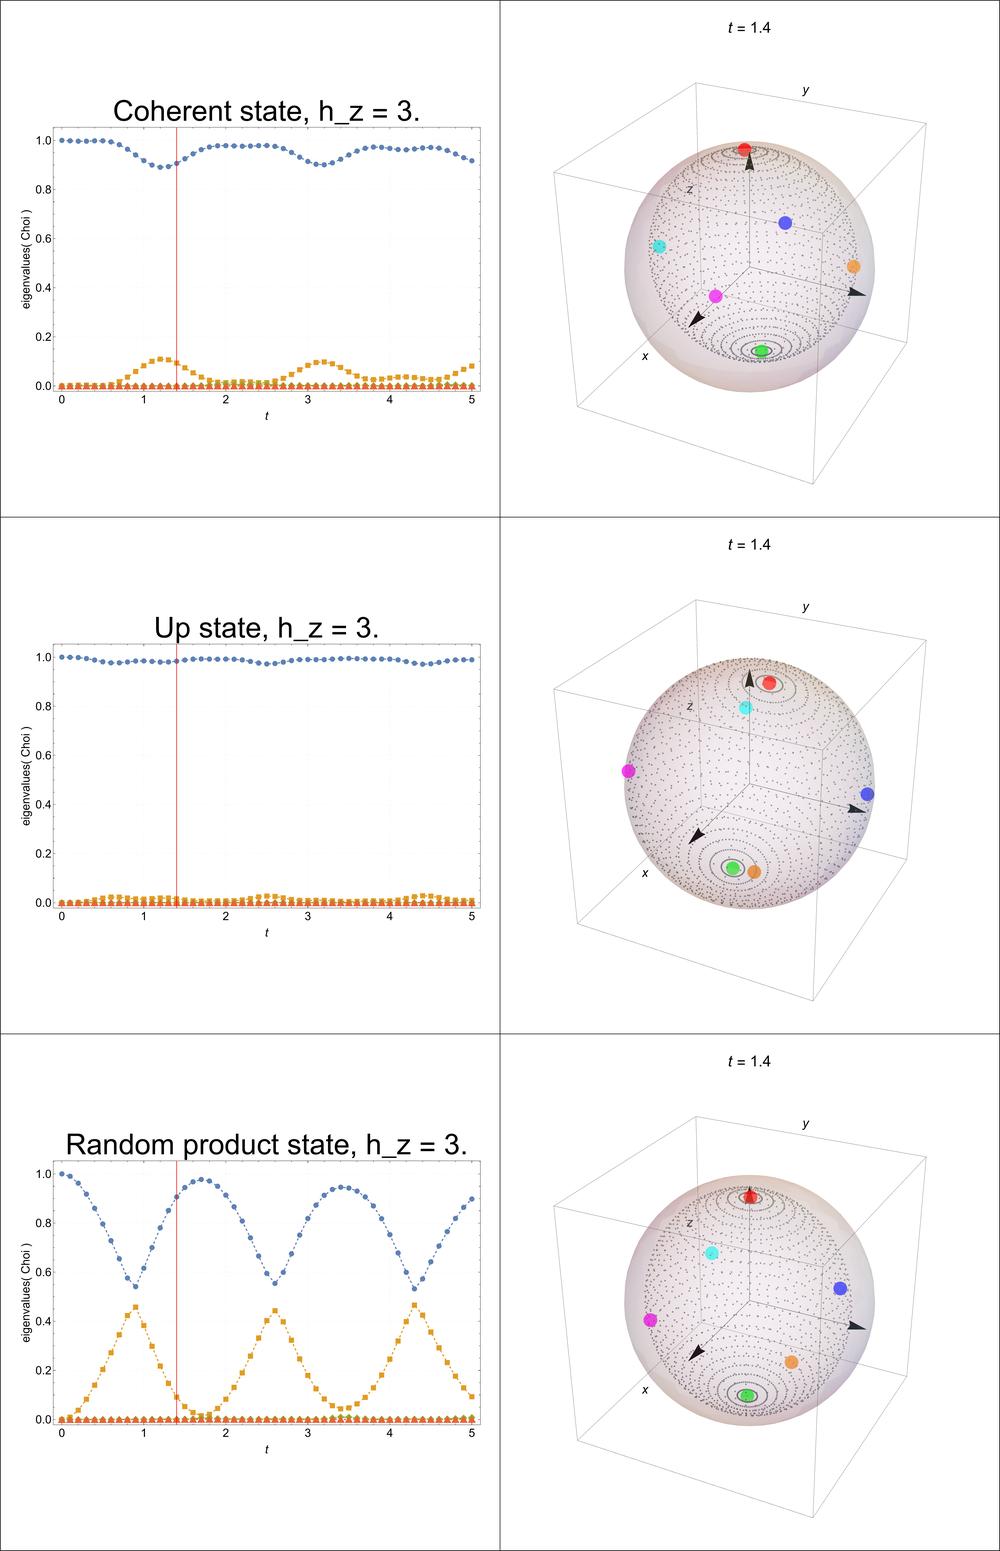 Coherent state, h_z = 3.
eigenvalues( Choi )
1.0
0.8
0.6
0.4
0.2
0.0
0 1 2 3 4 5
t
t = 1.4
y
z
x
Up state, h_z = 3.
eigenvalues( Choi )
1.0
0.8
0.6
0.4
0.2
0.0
0 1 2 3 4 5
t
t = 1.4
y
z
x
Random product state, h_z = 3.
eigenvalues( Choi )
1.0
0.8
0.6
0.4
0.2
0.0
0 1 2 3 4 5
t
t = 1.4
y
z
x